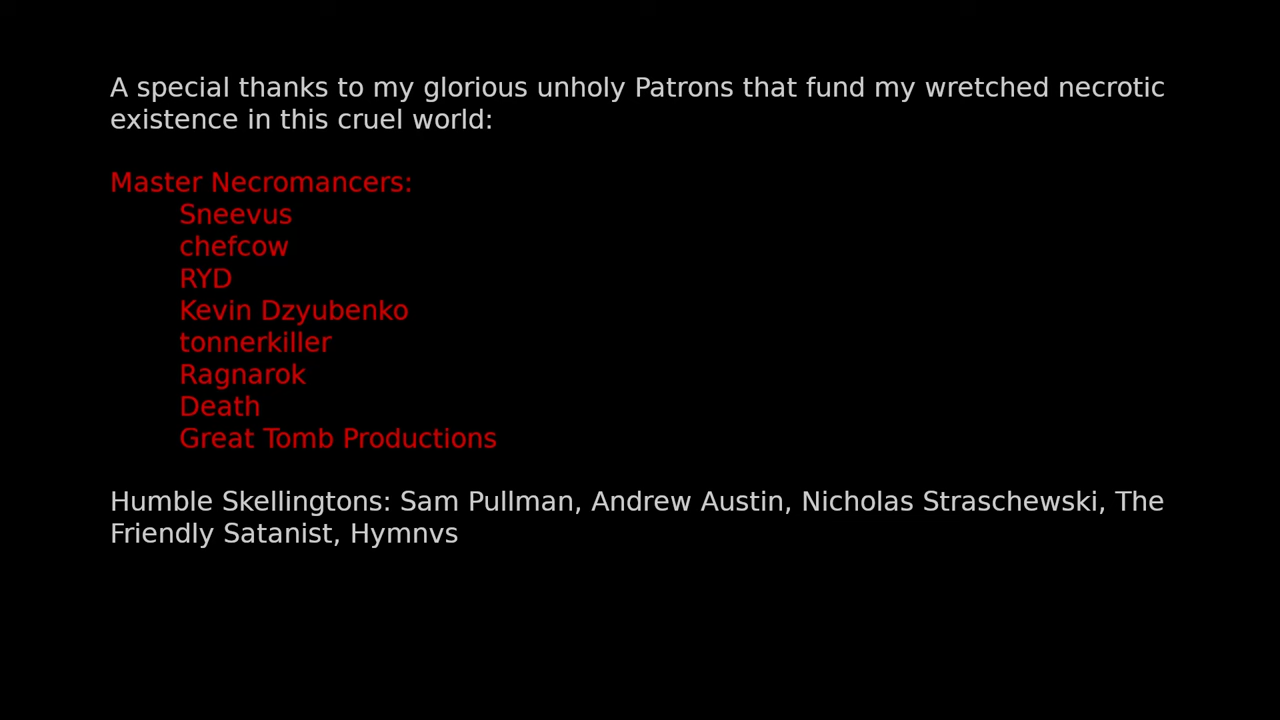 A special thanks to my glorious unholy Patrons that fund my wretched necrotic
existence in this cruel world:
Master Necromancers:
Sneevus
chefcow
RYD
Kevin Dzyubenko
tonnerkiller
Ragnarok
Death
Great Tomb Productions
Humble Skellingtons: Sam Pullman, Andrew Austin, Nicholas Straschewski, The
Friendly Satanist, Hymnvs